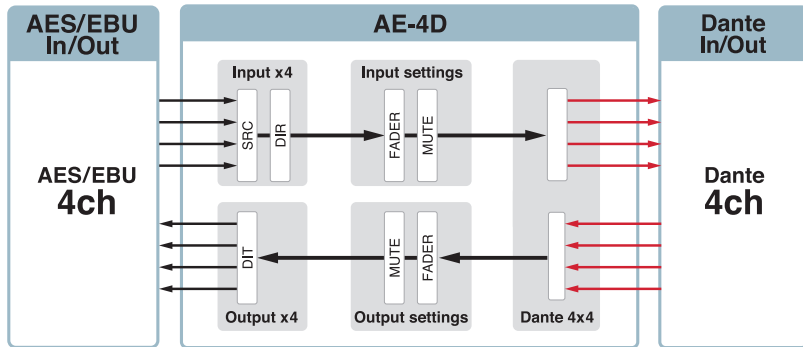 AES/EBU
In/Out
AES/EBU
4ch
AE-4D
Input x4
Input settings
SRC
DIR
FADER
MUTE
DIT
MUTE
FADER
Output x4
Output settings
Dante 4x4
Dante
In/Out
Dante
4ch